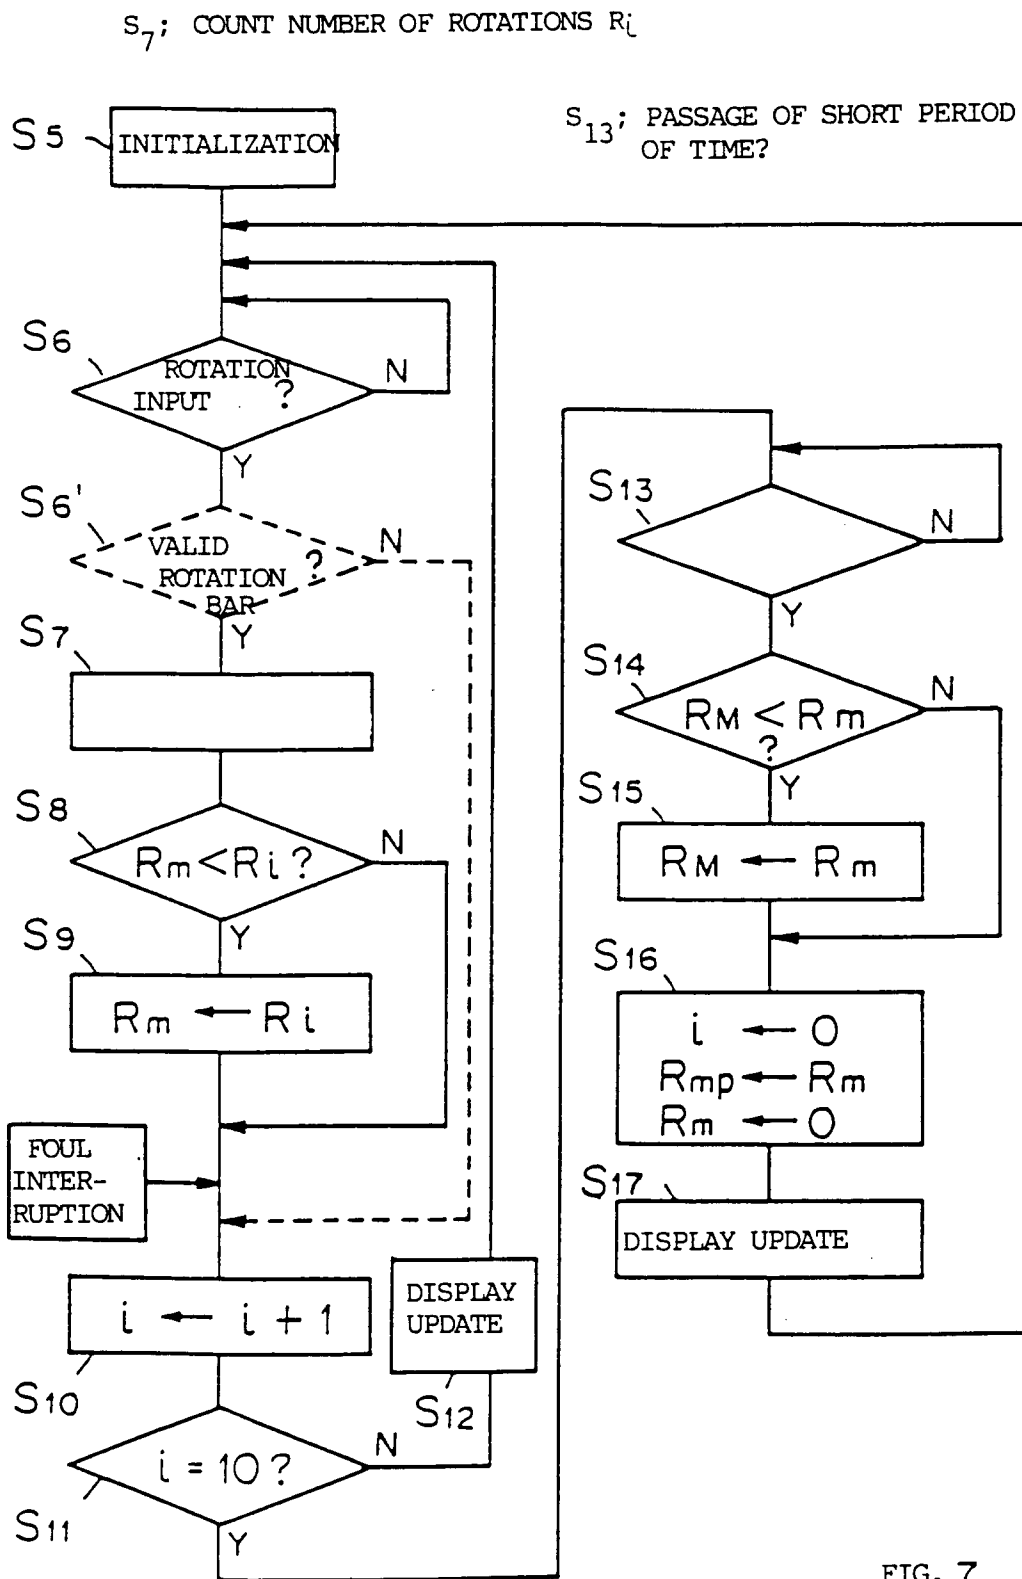 S7; COUNT NUMBER OF ROTATIONS Ri
S13; PASSAGE OF SHORT PERIOD
OF TIME?
S5
INITIALIZATION
S6
ROTATION
INPUT ?
N
Y
S6'
VALID
ROTATION ?
BAR
N
Y
S7
S8
Rm < Ri ?
N
Y
S9
Rm ← Ri
FOUL
INTER-
RUPTION
i ← i + 1
S10
DISPLAY
UPDATE
S12
i = 10 ?
N
S11
Y
S13
N
Y
S14
RM < Rm
?
N
Y
S15
RM ← Rm
S16
i ← 0
Rmp ← Rm
Rm ← 0
S17
DISPLAY UPDATE
FIG. 7